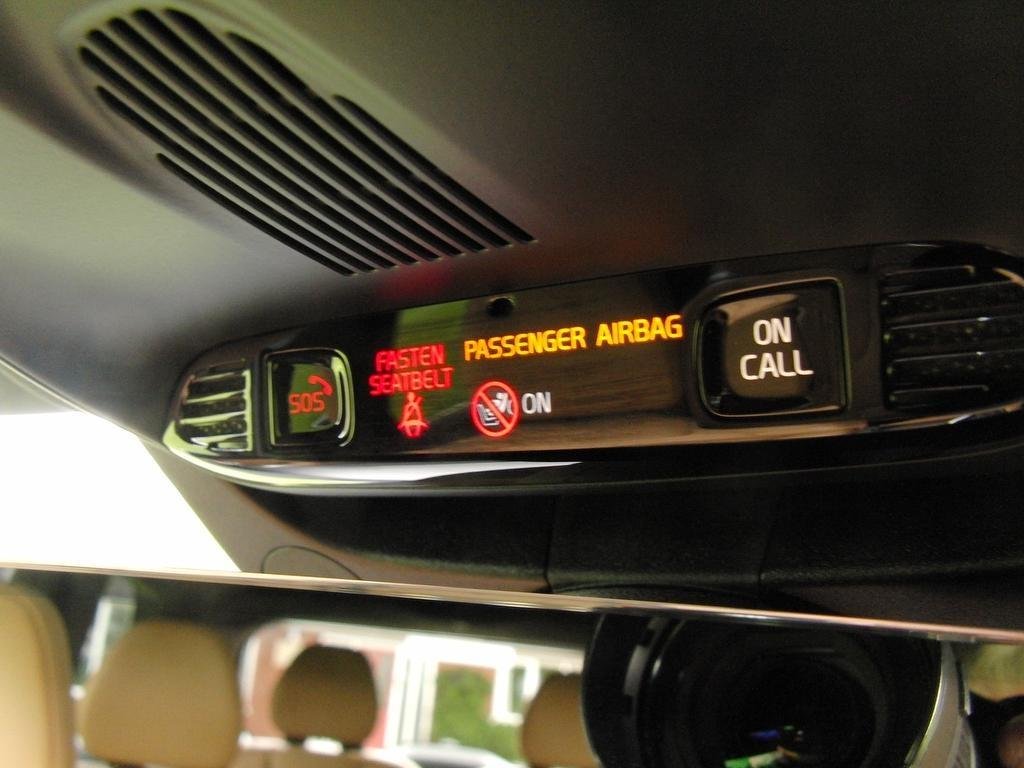 SOS
FASTEN
SEATBELT
PASSENGER AIRBAG
ON
ON
CALL